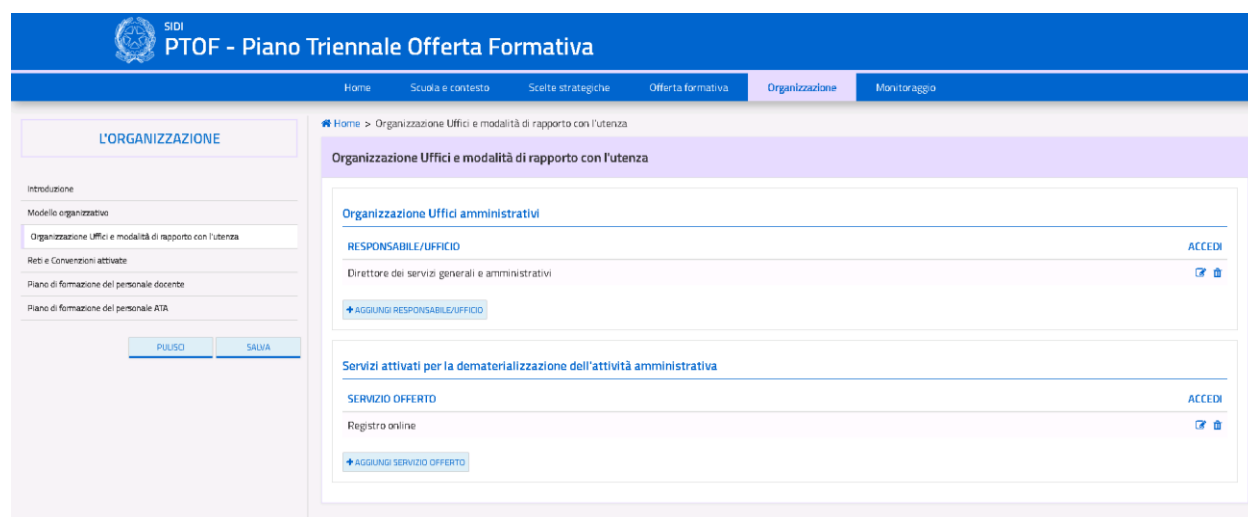 SIDI
PTOF - Piano Triennale Offerta Formativa
Home Scuola e contesto Scelte strategiche Offerta formativa Organizzazione Monitoraggio
L'ORGANIZZAZIONE
Introduzione
Modello organizzativo
Organizzazione Uffici e modalità di rapporto con l'utenza
Reti e Convenzioni attivate
Piano di formazione del personale docente
Piano di formazione del personale ATA
PULISCI SALVA
Home > Organizzazione Uffici e modalità di rapporto con l'utenza
Organizzazione Uffici e modalità di rapporto con l'utenza
Organizzazione Uffici amministrativi
RESPONSABILE/UFFICIO ACCEDI
Direttore dei servizi generali e amministrativi
+ AGGIUNGI RESPONSABILE/UFFICIO
Servizi attivati per la dematerializzazione dell'attività amministrativa
SERVIZIO OFFERTO ACCEDI
Registro online
+ AGGIUNGI SERVIZIO OFFERTO